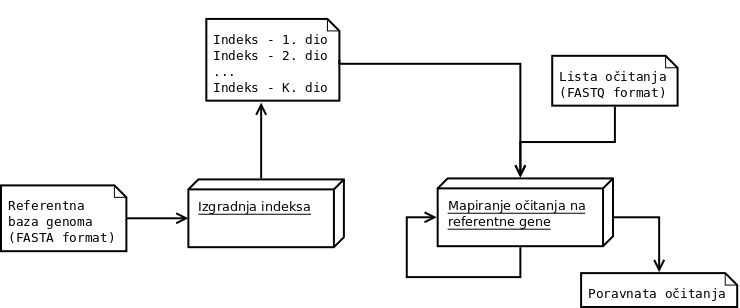 Indeks - 1. dio
Indeks - 2. dio
...
Indeks - K. dio
Lista očitanja
(FASTQ format)
Referentna
baza genoma
(FASTA format)
Izgradnja indeksa
Mapiranje očitanja na
referentne gene
Poravnata očitanja